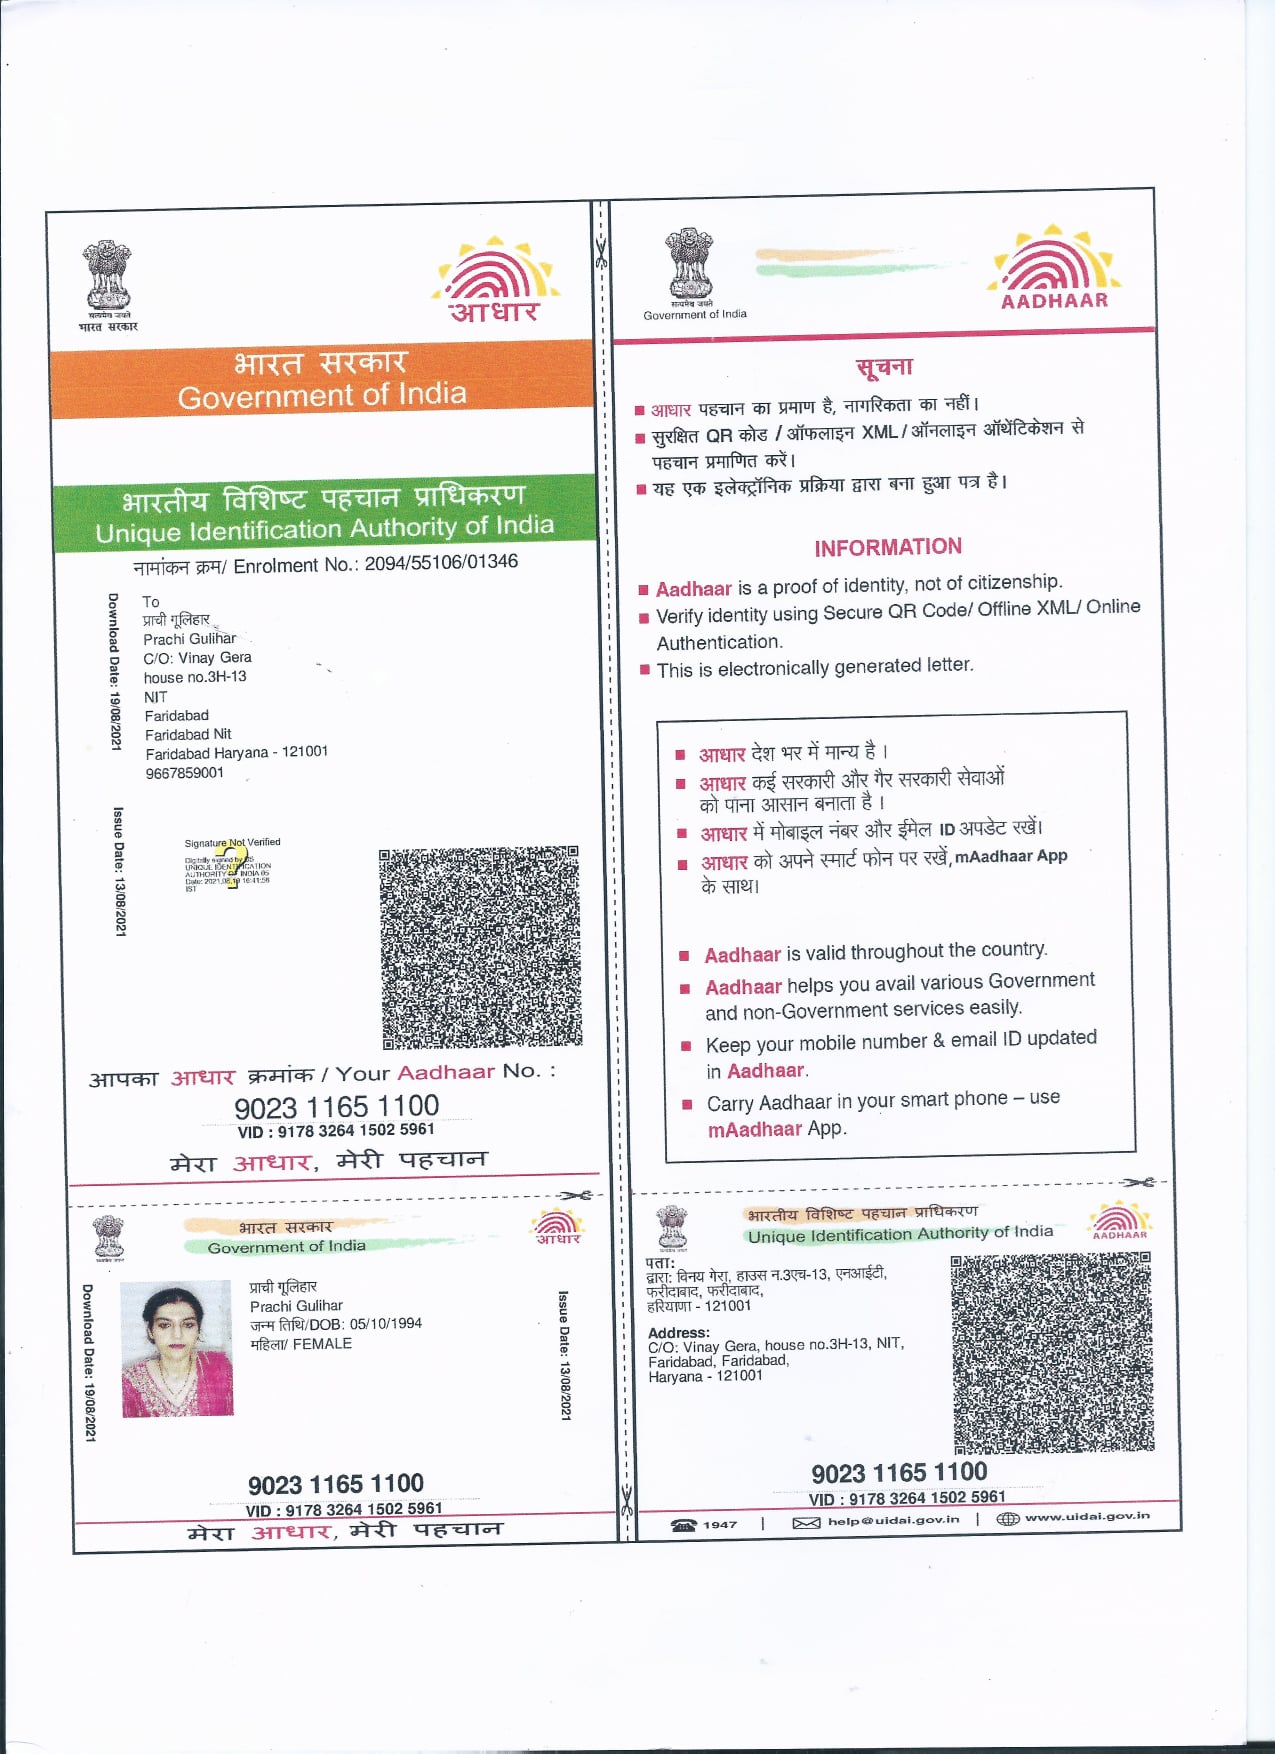 सत्यमेव जयते
भारत सरकार
आधार
भारत सरकार
Government of India
भारतीय विशिष्ट पहचान प्राधिकरण
Unique Identification Authority of India
नामांकन क्रम/ Enrolment No.: 2094/55106/01346
Download Date: 19/08/2021
To
प्राची गूलिहार
Prachi Gulihar
C/O: Vinay Gera
house no.3H-13
NIT
Faridabad
Faridabad Nit
Faridabad Haryana - 121001
9667859001
Issue Date: 13/08/2021
Signature Not Verified
Digitally signed by DS
UNIQUE IDENTIFICATION
AUTHORITY OF INDIA 05
Date: 2021.08.19 16:41:58
IST
आपका आधार क्रमांक / Your Aadhaar No. :
9023 1165 1100
VID : 9178 3264 1502 5961
मेरा आधार, मेरी पहचान
सत्यमेव जयते
Government of India
AADHAAR
सूचना
आधार पहचान का प्रमाण है, नागरिकता का नहीं।
सुरक्षित QR कोड / ऑफलाइन XML / ऑनलाइन ऑथेंटिकेशन से
पहचान प्रमाणित करें।
यह एक इलेक्ट्रॉनिक प्रक्रिया द्वारा बना हुआ पत्र है।
INFORMATION
Aadhaar is a proof of identity, not of citizenship.
Verify identity using Secure QR Code/ Offline XML/ Online
Authentication.
This is electronically generated letter.
आधार देश भर में मान्य है ।
आधार कई सरकारी और गैर सरकारी सेवाओं
को पाना आसान बनाता है ।
आधार में मोबाइल नंबर और ईमेल ID अपडेट रखें।
आधार को अपने स्मार्ट फोन पर रखें, mAadhaar App
के साथ।
Aadhaar is valid throughout the country.
Aadhaar helps you avail various Government
and non-Government services easily.
Keep your mobile number & email ID updated
in Aadhaar.
Carry Aadhaar in your smart phone – use
mAadhaar App.
भारत सरकार
Government of India
आधार
Download Date: 19/08/2021
प्राची गूलिहार
Prachi Gulihar
जन्म तिथि/DOB: 05/10/1994
महिला/ FEMALE
Issue Date: 13/08/2021
9023 1165 1100
VID : 9178 3264 1502 5961
मेरा आधार, मेरी पहचान
भारतीय विशिष्ट पहचान प्राधिकरण
Unique Identification Authority of India
AADHAAR
पता:
द्वारा: विनय गेरा, हाउस न.3एच-13, एनआईटी,
फरीदाबाद, फरीदाबाद,
हरियाणा - 121001
Address:
C/O: Vinay Gera, house no.3H-13, NIT,
Faridabad, Faridabad,
Haryana - 121001
9023 1165 1100
VID : 9178 3264 1502 5961
1947 | help@uidai.gov.in | www.uidai.gov.in